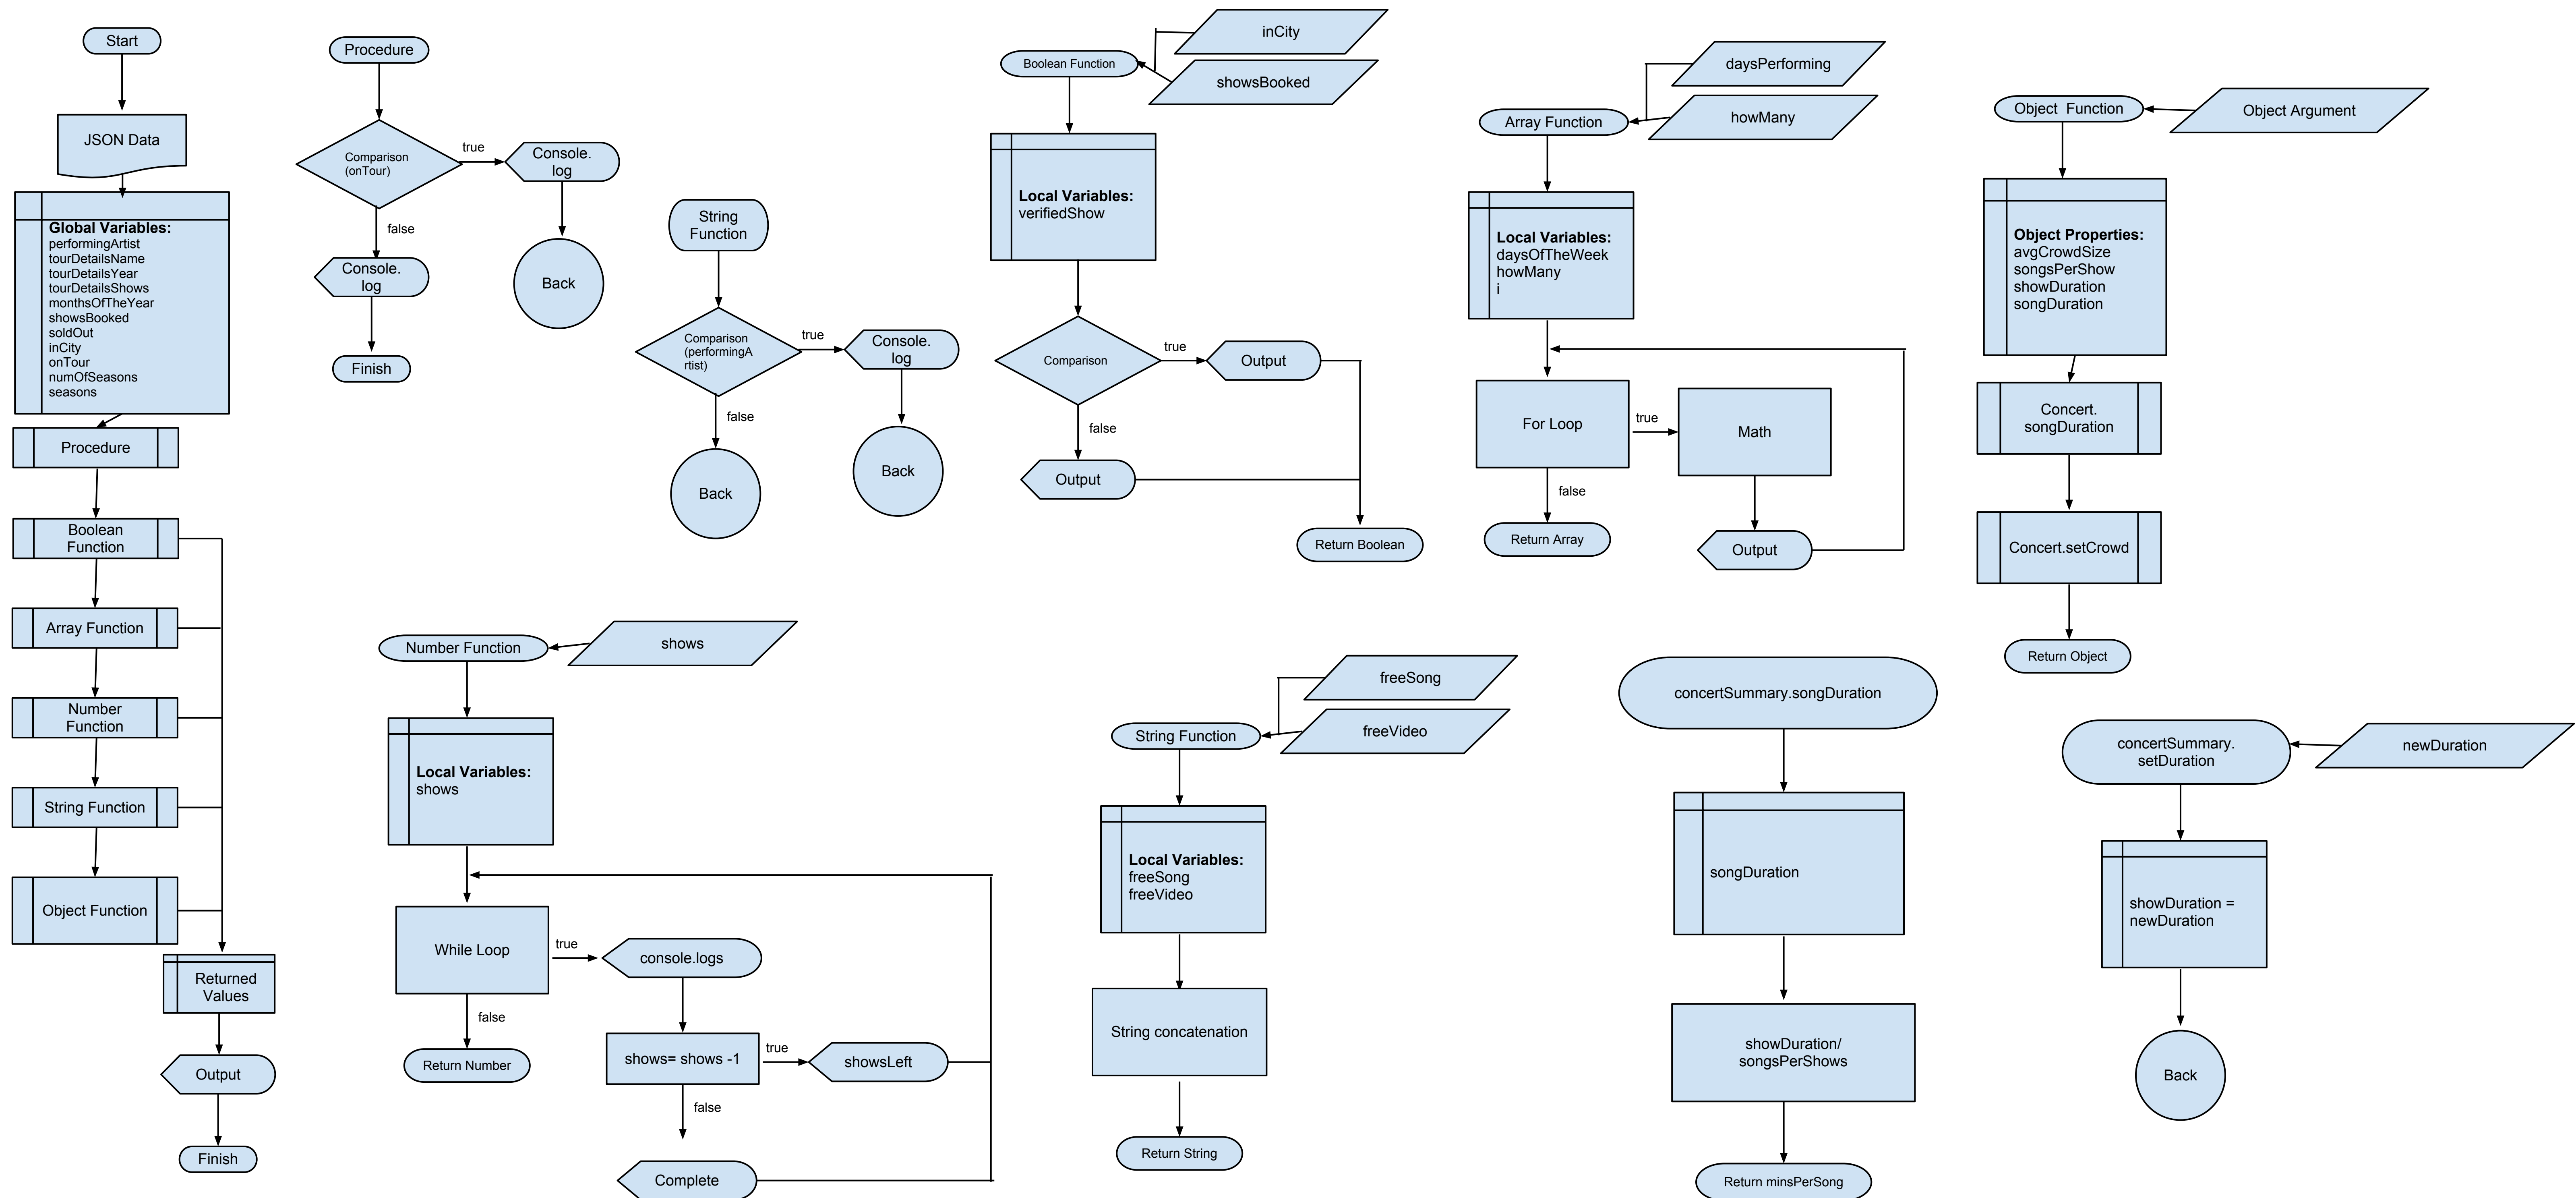 Start
JSON Data
Global Variables:
performingArtist
tourDetailsName
tourDetailsYear
tourDetailsShows
monthsOfTheYear
showsBooked
soldOut
inCity
onTour
numOfSeasons
seasons
Procedure
Boolean
Function
Array Function
Number
Function
String Function
Object Function
Returned
Values
Output
Finish
Procedure
Comparison
(onTour)
true
Console.
log
Back
false
Console.
log
Finish
String
Function
Comparison
(performingA
rtist)
true
Console.
log
Back
false
Back
Boolean Function
inCity
showsBooked
Local Variables:
verifiedShow
Comparison
true
Output
false
Output
Return Boolean
Array Function
daysPerforming
howMany
Local Variables:
daysOfTheWeek
howMany
i
For Loop
true
Math
Output
false
Return Array
Object  Function
Object Argument
Object Properties:
avgCrowdSize
songsPerShow
showDuration
songDuration
Concert.
songDuration
Concert.setCrowd
Return Object
Number Function
shows
Local Variables:
shows
While Loop
true
console.logs
false
Return Number
shows= shows -1
true
showsLeft
false
Complete
String Function
freeSong
freeVideo
Local Variables:
freeSong
freeVideo
String concatenation
Return String
concertSummary.songDuration
songDuration
showDuration/
songsPerShows
Return minsPerSong
concertSummary.
setDuration
newDuration
showDuration =
newDuration
Back